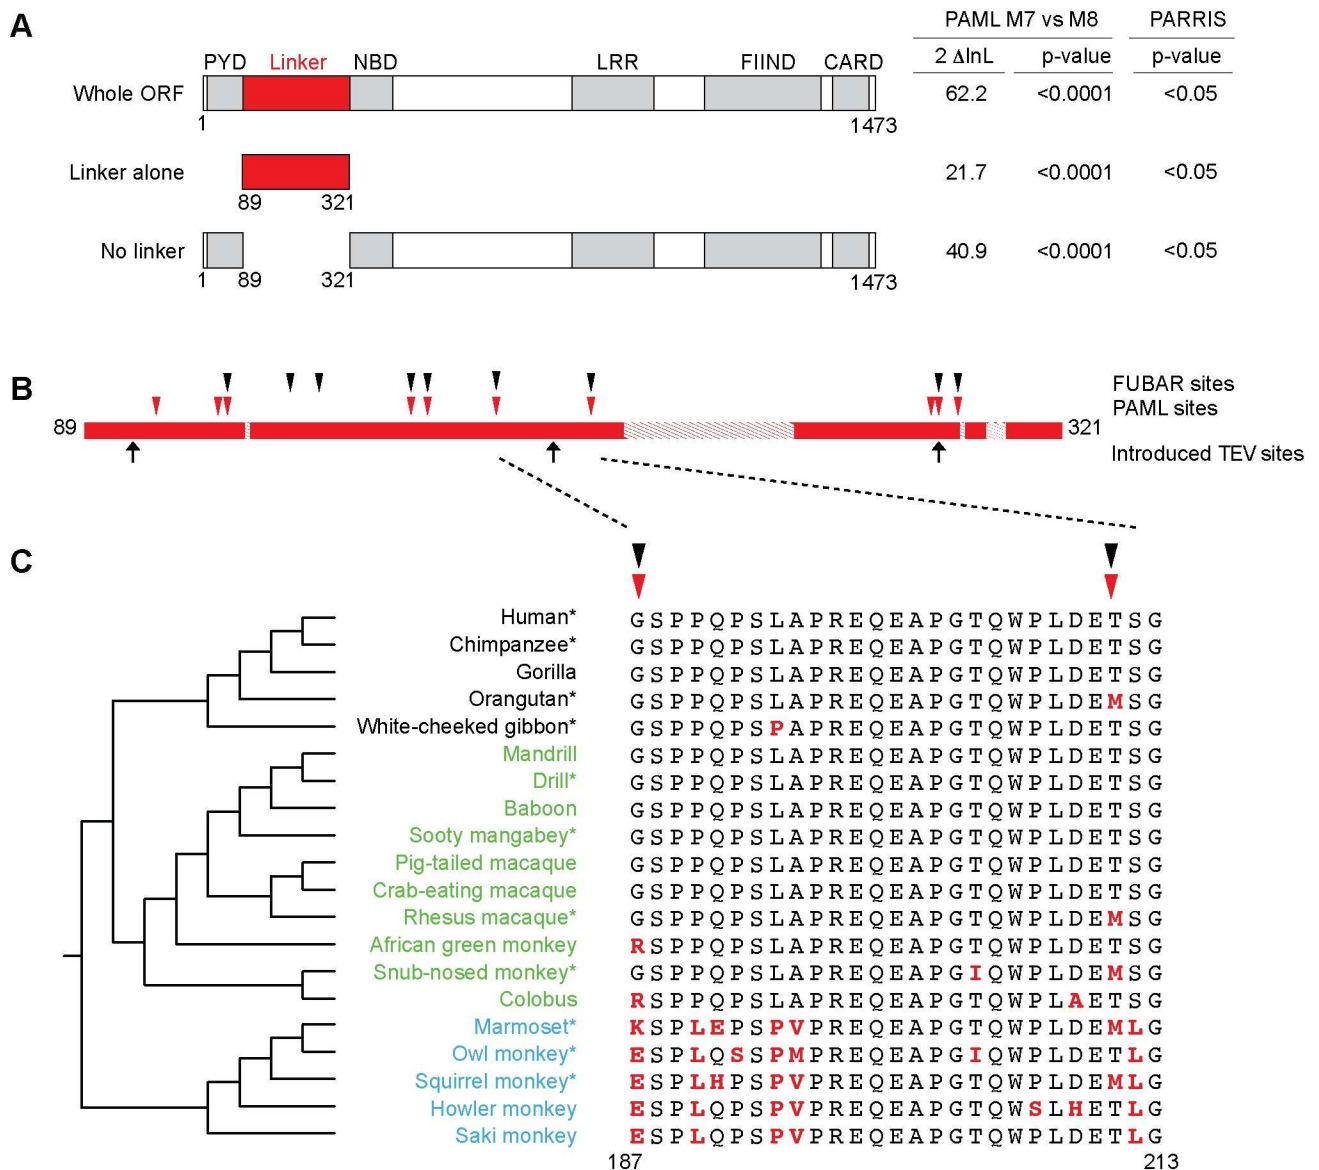 A
PAML M7 vs M8 PARRIS
2 ΔlnL p-value p-value
PYD Linker NBD LRR FIIND CARD
Whole ORF 62.2 <0.0001 <0.05
1 1473
Linker alone 21.7 <0.0001 <0.05
89 321
No linker 40.9 <0.0001 <0.05
1 89 321 1473
B
FUBAR sites
PAML sites
89 321
Introduced TEV sites
C
Human* GSPPQPSLAPREQEAPGTQWPLDETSG
Chimpanzee* GSPPQPSLAPREQEAPGTQWPLDETSG
Gorilla GSPPQPSLAPREQEAPGTQWPLDETSG
Orangutan* GSPPQPSLAPREQEAPGTQWPLDEMSG
White-cheeked gibbon* GSPPQPSPAPREQEAPGTQWPLDETSG
Mandrill GSPPQPSLAPREQEAPGTQWPLDETSG
Drill* GSPPQPSLAPREQEAPGTQWPLDETSG
Baboon GSPPQPSLAPREQEAPGTQWPLDETSG
Sooty mangabey* GSPPQPSLAPREQEAPGTQWPLDETSG
Pig-tailed macaque GSPPQPSLAPREQEAPGTQWPLDETSG
Crab-eating macaque GSPPQPSLAPREQEAPGTQWPLDETSG
Rhesus macaque* GSPPQPSLAPREQEAPGTQWPLDEMSG
African green monkey RSPPQPSLAPREQEAPGTQWPLDETSG
Snub-nosed monkey* GSPPQPSLAPREQEAPGIQWPLDEMSG
Colobus RSPPQPSLAPREQEAPGTQWPLAETSG
Marmoset* KSPLEPSPVPREQEAPGTQWPLDEMLG
Owl monkey* ESPLQSSPMPREQEAPGIQWPLDETLG
Squirrel monkey* ESPLHPSPVPREQEAPGTQWPLDEMLG
Howler monkey ESPLQPSPVPREQEAPGTQWSLHETLG
Saki monkey ESPLQPSPVPREQEAPGTQWPLDETLG
187 213